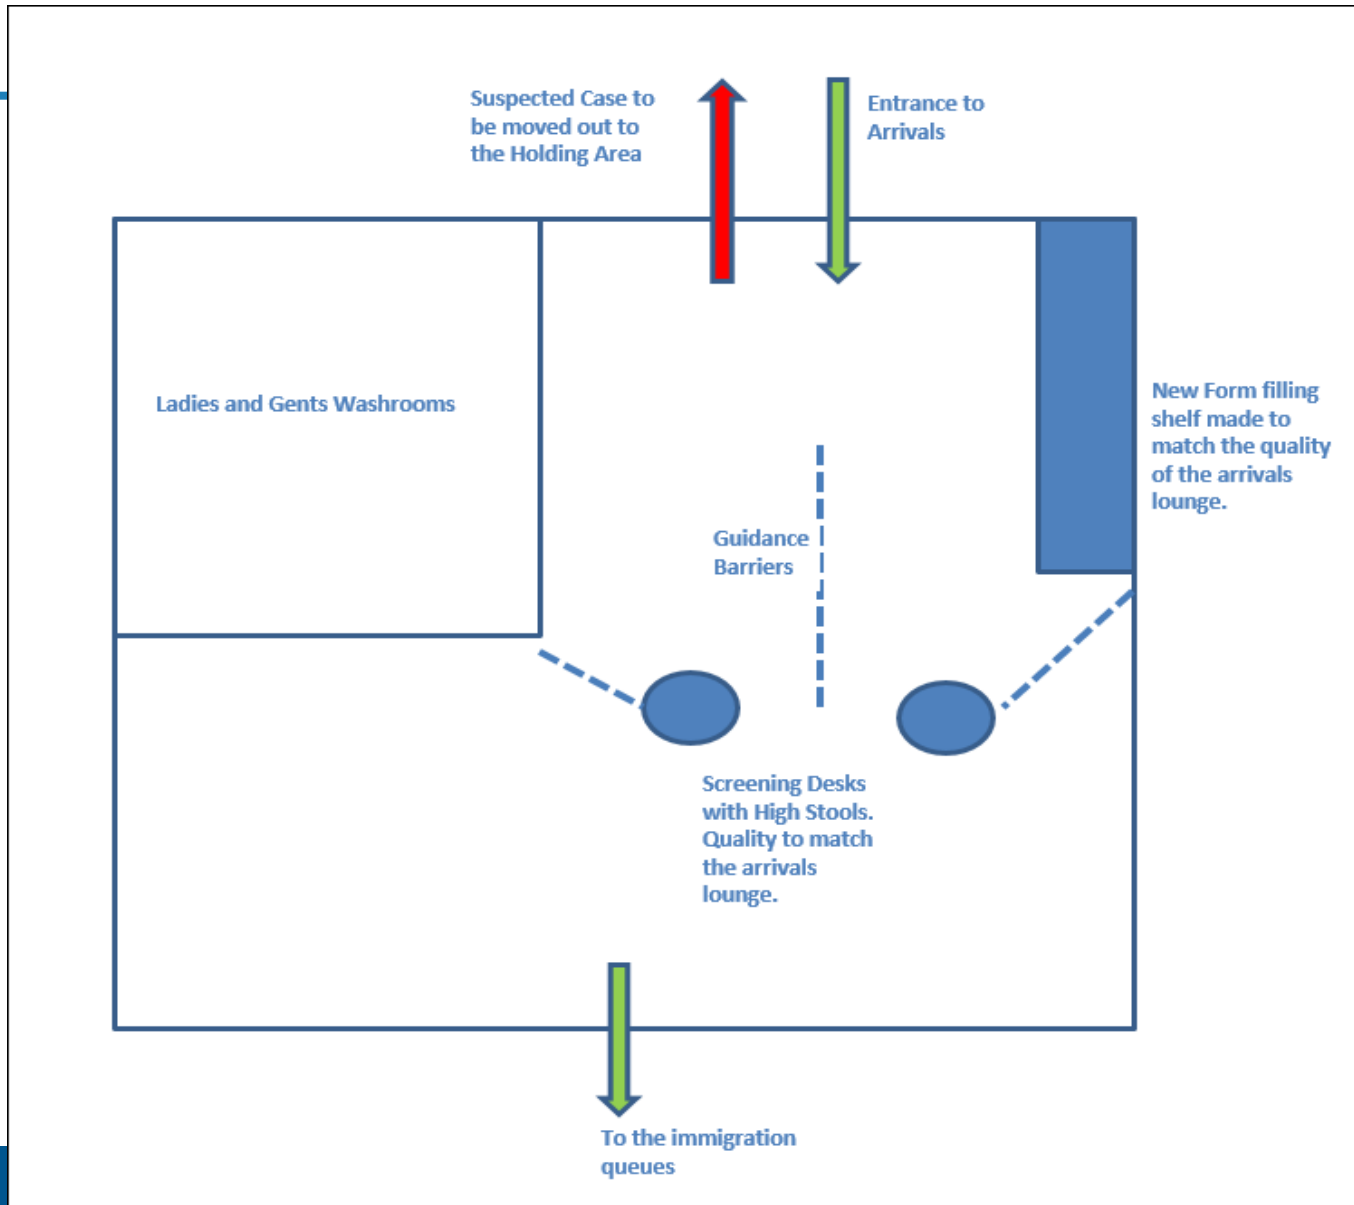 Suspected Case to
be moved out to
the Holding Area
Entrance to
Arrivals
Ladies and Gents Washrooms
New Form filling
shelf made to
match the quality
of the arrivals
lounge.
Guidance
Barriers
Screening Desks
with High Stools.
Quality to match
the arrivals
lounge.
To the immigration
queues